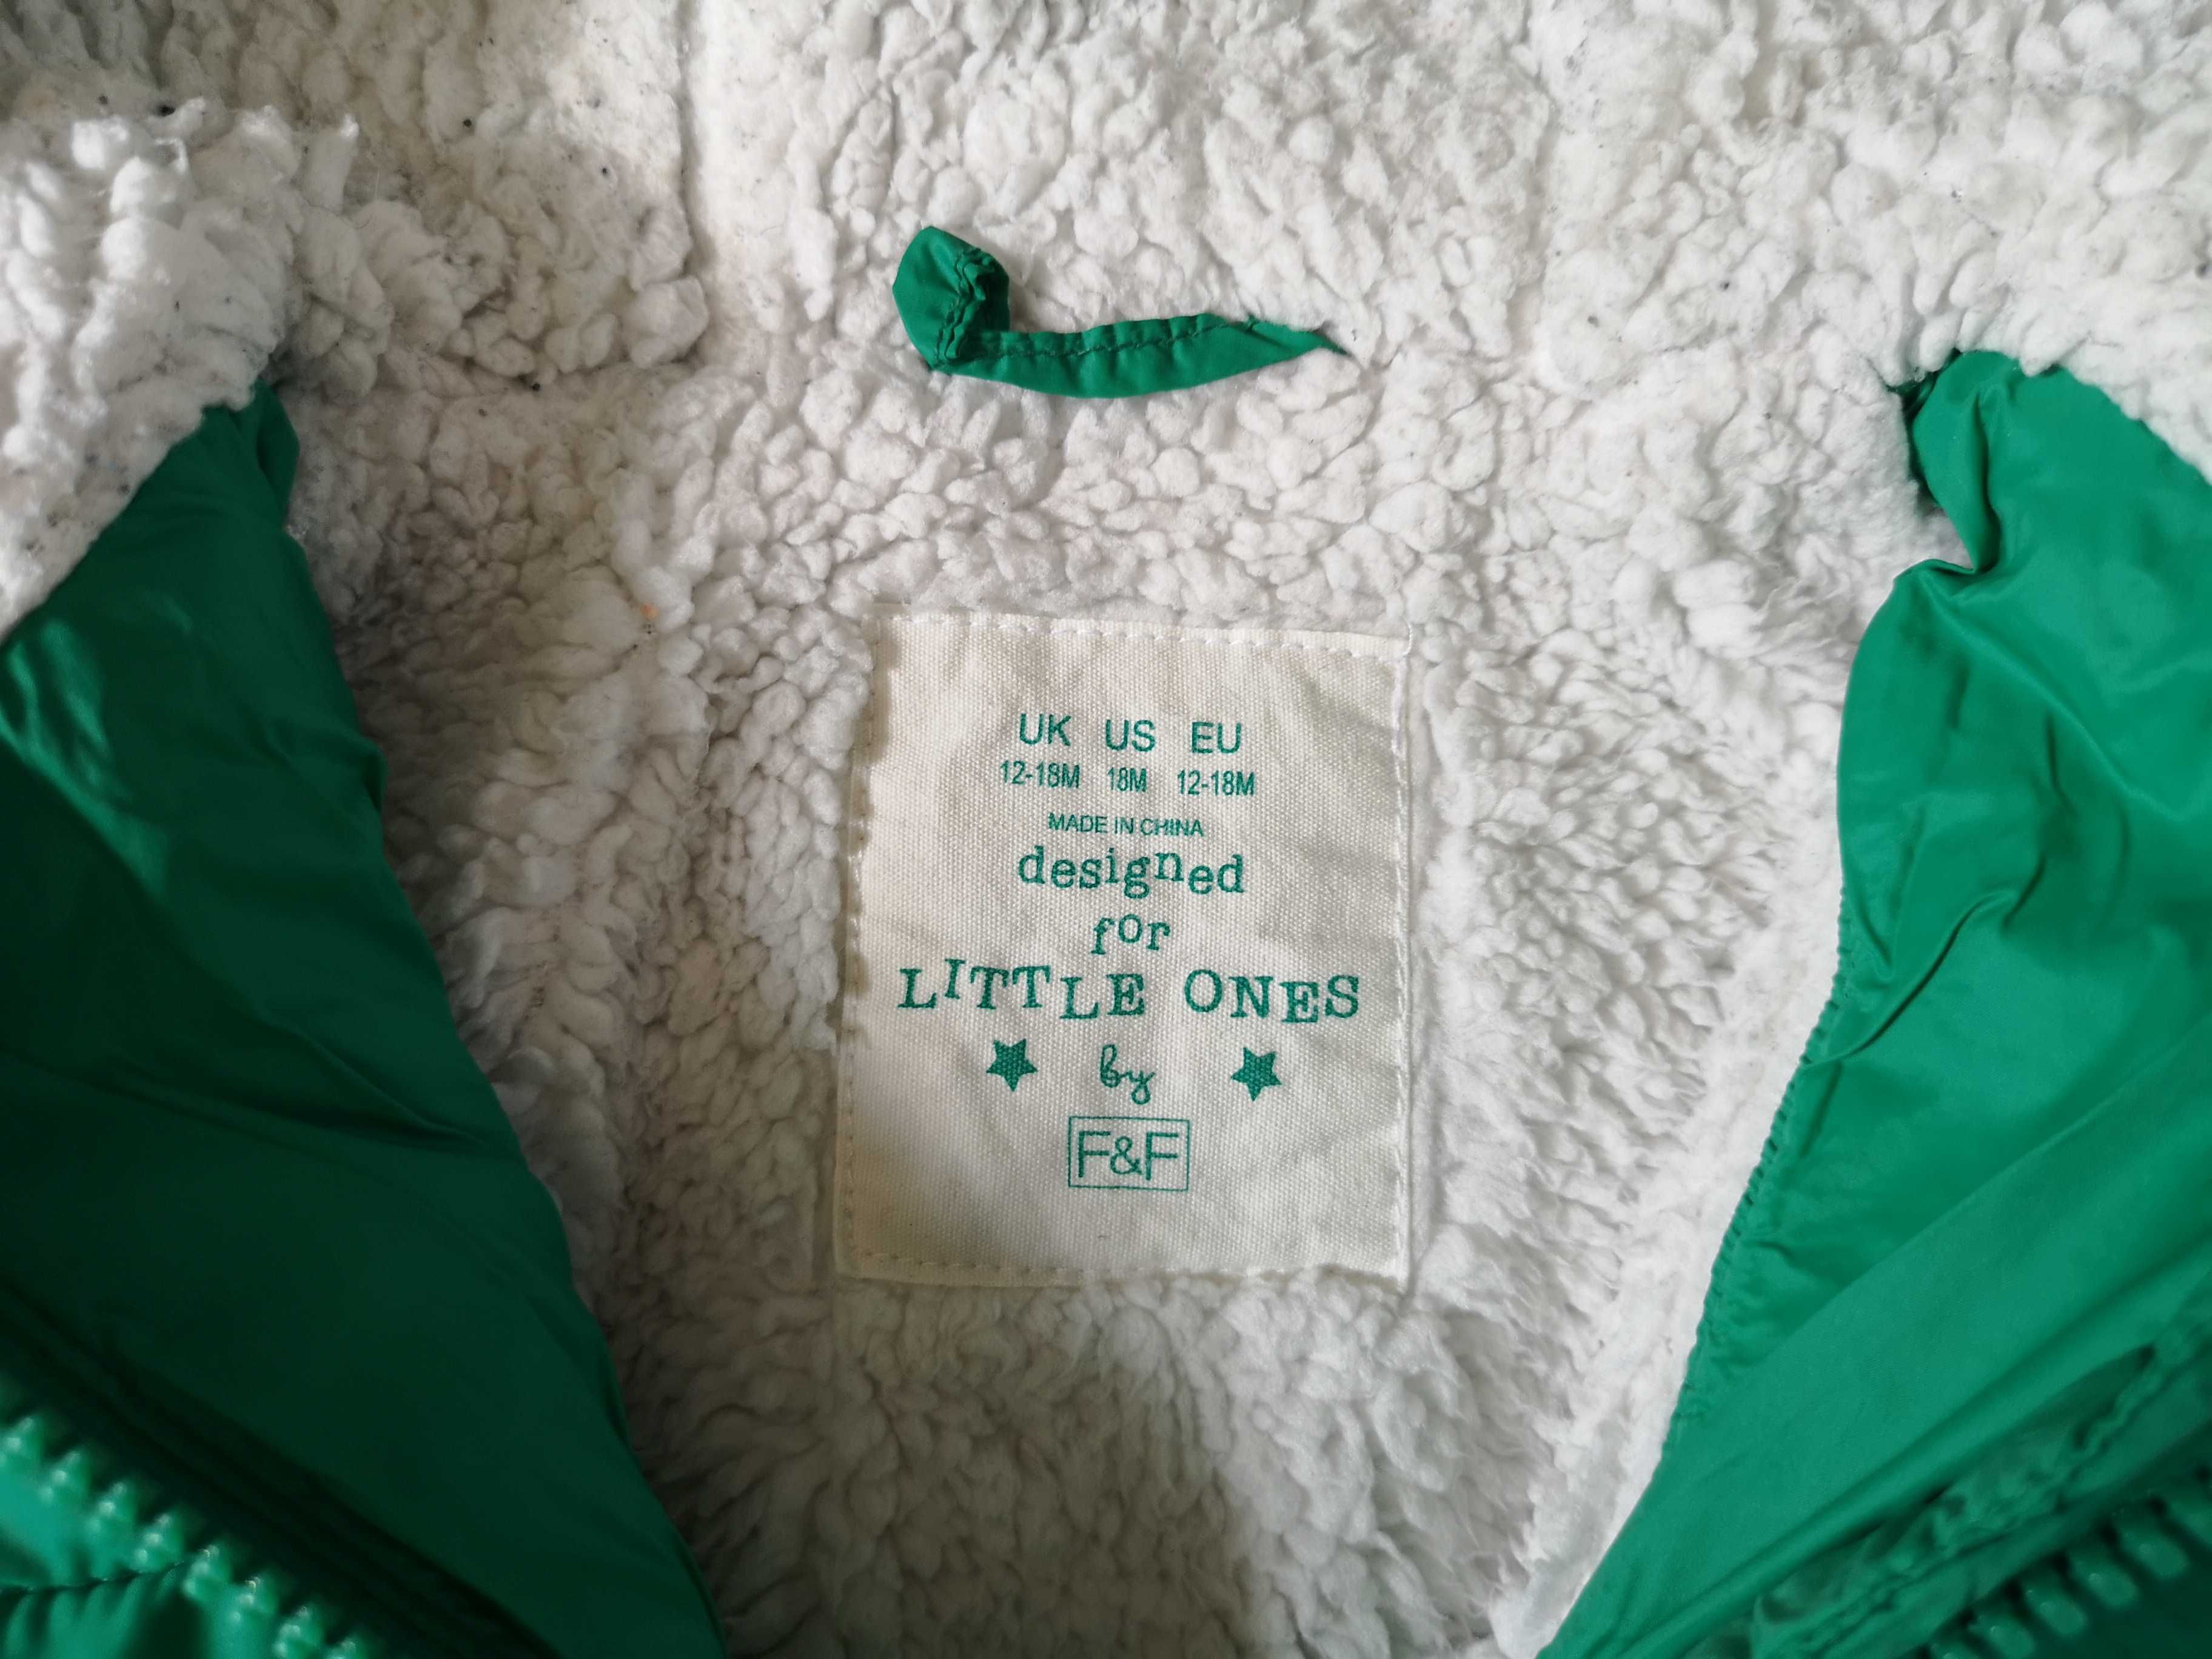 UK US EU
12-18M 18M 12-18M
MADE IN CHINA
designed
for
LITTLE ONES
by
F&F